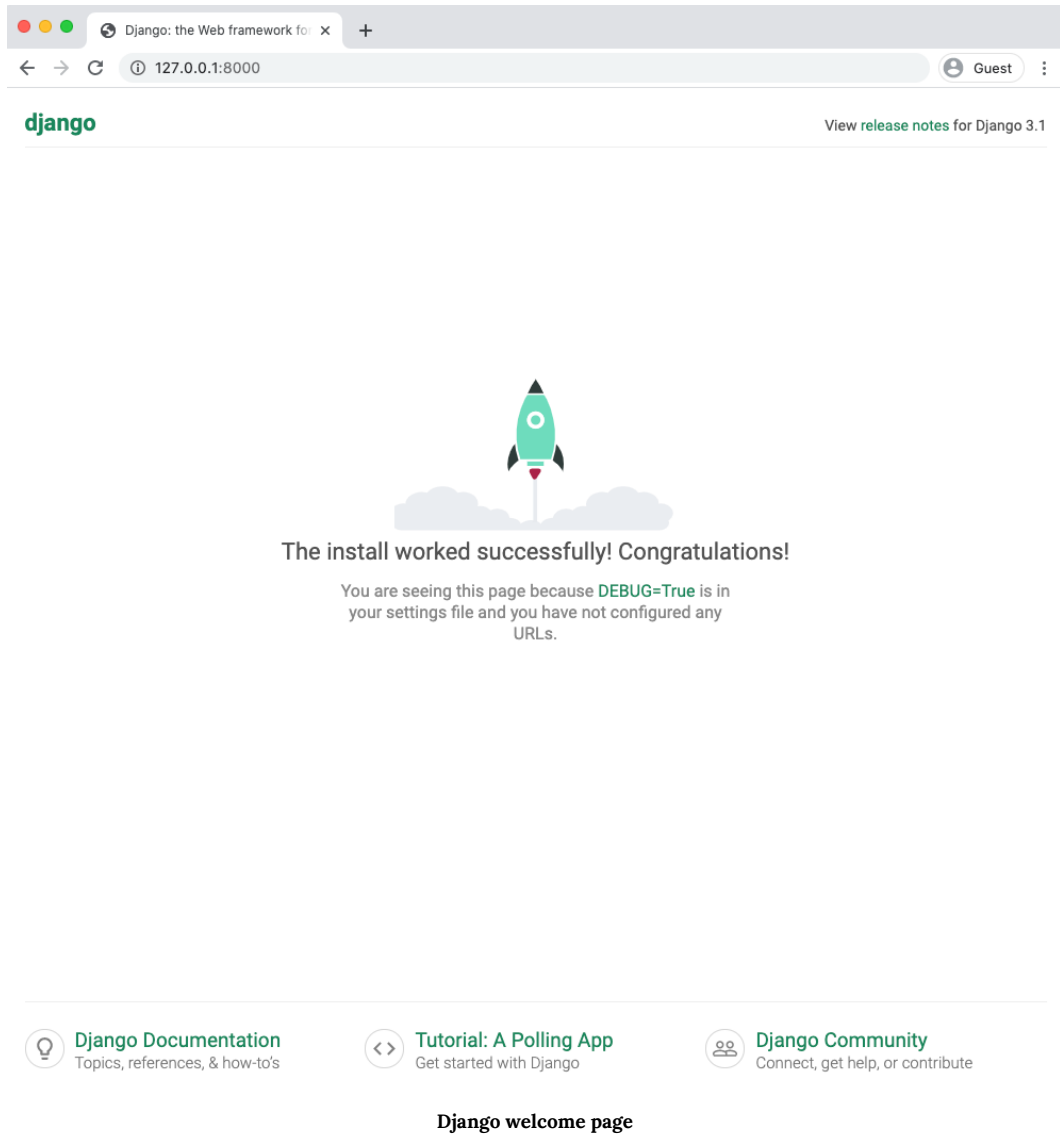 Django: the Web framework for
127.0.0.1:8000
Guest
django
View release notes for Django 3.1
The install worked successfully! Congratulations!
You are seeing this page because DEBUG=True is in
your settings file and you have not configured any
URLs.
Django Documentation
Topics, references, & how-to's
Tutorial: A Polling App
Get started with Django
Django Community
Connect, get help, or contribute
Django welcome page